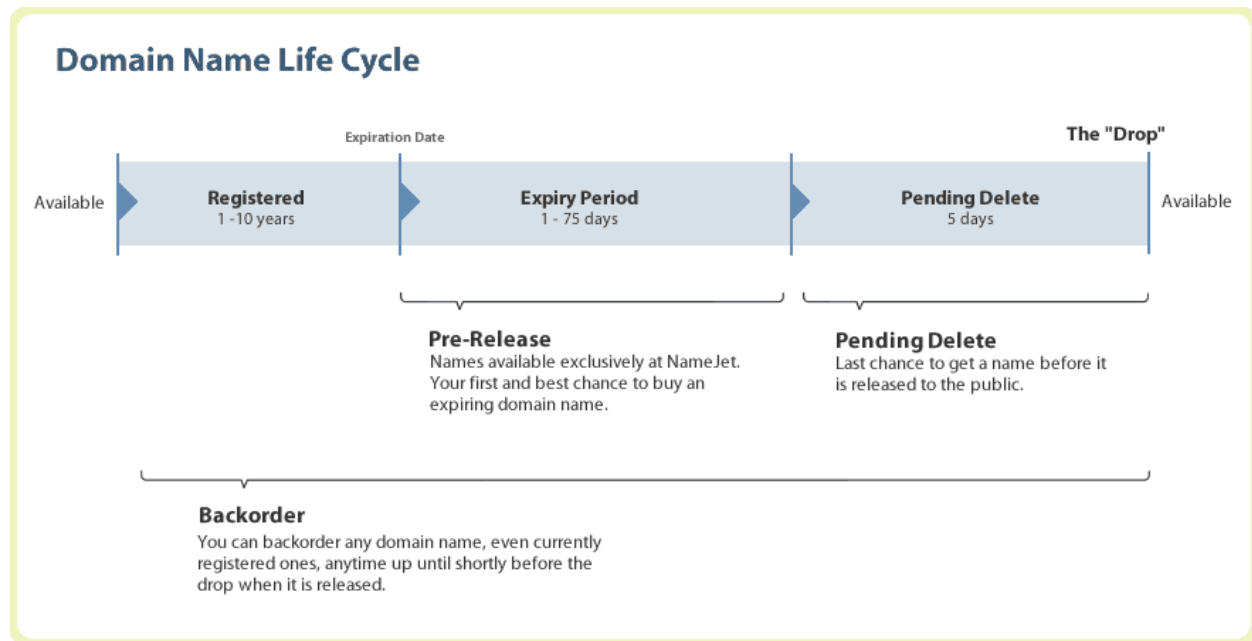 Domain Name Life Cycle
Expiration Date
The "Drop"
Available
Registered
1 -10 years
Expiry Period
1 - 75 days
Pending Delete
5 days
Available
Pre-Release
Names available exclusively at NameJet.
Your first and best chance to buy an
expiring domain name.
Pending Delete
Last chance to get a name before it
is released to the public.
Backorder
You can backorder any domain name, even currently
registered ones, anytime up until shortly before the
drop when it is released.